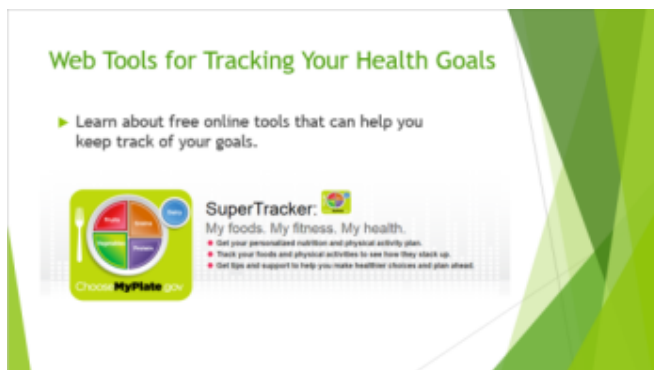 Web Tools for Tracking Your Health Goals
Learn about free online tools that can help you
keep track of your goals.
Fruits
Grains
Dairy
Vegetables
Protein
ChooseMyPlate.gov
SuperTracker:
My foods. My fitness. My health.
Get your personalized nutrition and physical activity plan.
Track your foods and physical activities to see how they stack up.
Get tips and support to help you make healthier choices and plan ahead.